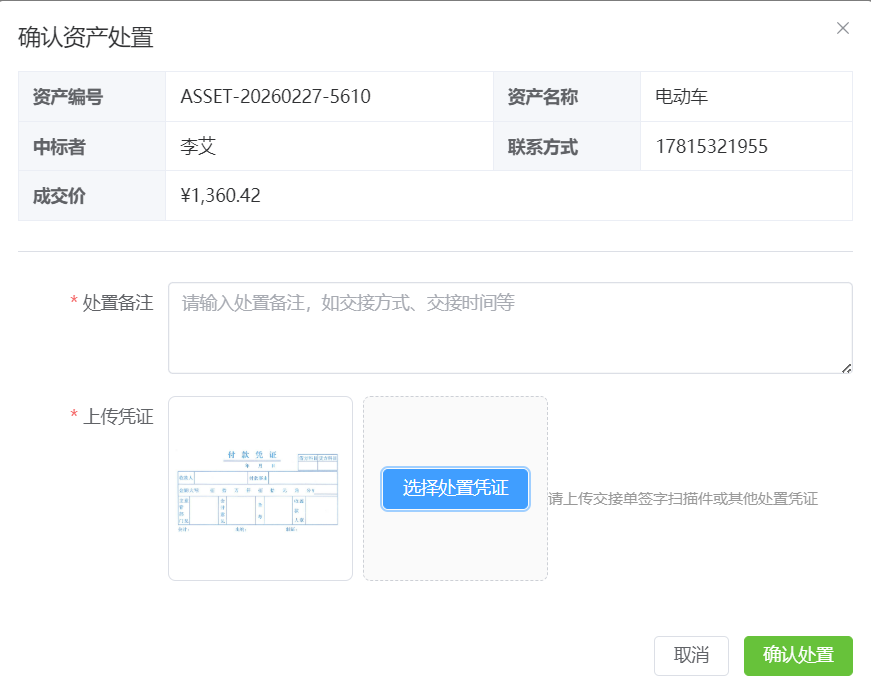 确认资产处置
资产编号 ASSET-20260227-5610 资产名称 电动车
中标者 李艾 联系方式 17815321955
成交价 ¥1,360.42
* 处置备注 请输入处置备注，如交接方式、交接时间等
* 上传凭证
付 款 凭 证
年 月 日
选择处置凭证
请上传交接单签字扫描件或其他处置凭证
取消 确认处置